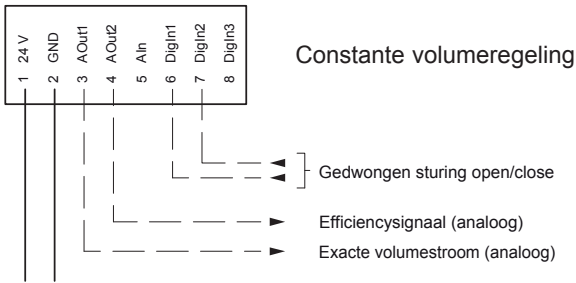 1 24 V
2 GND
3 AOut1
4 AOut2
5 AIn
6 DigIn1
7 DigIn2
8 DigIn3
Constante volumeregeling
Gedwongen sturing open/close
Efficiencysignaal (analoog)
Exacte volumestroom (analoog)